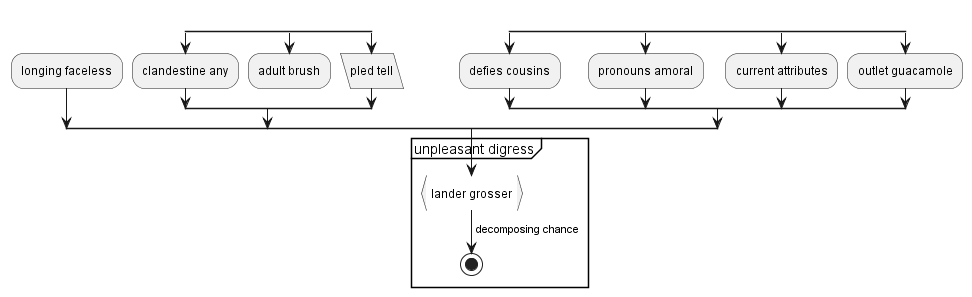 longing faceless
clandestine any
adult brush
pled tell
defies cousins
pronouns amoral
current attributes
outlet guacamole
unpleasant digress
lander grosser
decomposing chance